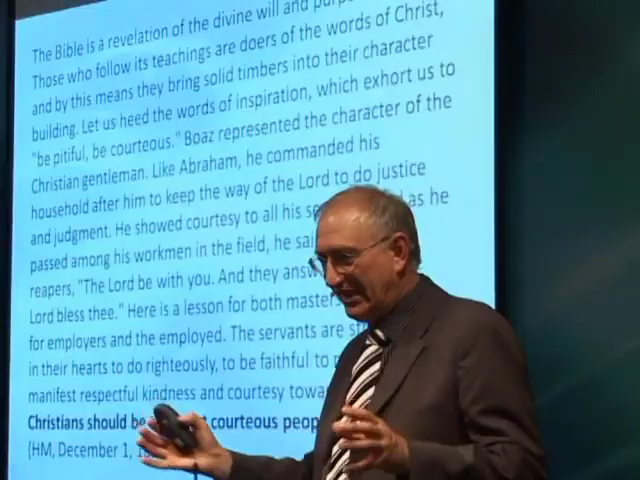 The Bible is a revelation of the divine will and
Those who follow its teachings are doers of the words of Christ,
and by this means they bring solid timbers into their character
building. Let us heed the words of inspiration, which exhort us to
"be pitiful, be courteous." Boaz represented the character of the
Christian gentleman. Like Abraham, he commanded his
household after him to keep the way of the Lord to do justice
and judgment. He showed courtesy to all his as he
passed among his workmen in the field, he
reapers, "The Lord be with you. And they
Lord bless thee." Here is a lesson for both
for employers and the employed. The servants are
in their hearts to do righteously, to be faithful to
manifest respectful kindness and courtesy
Christians should be courteous
(HM, December 1,